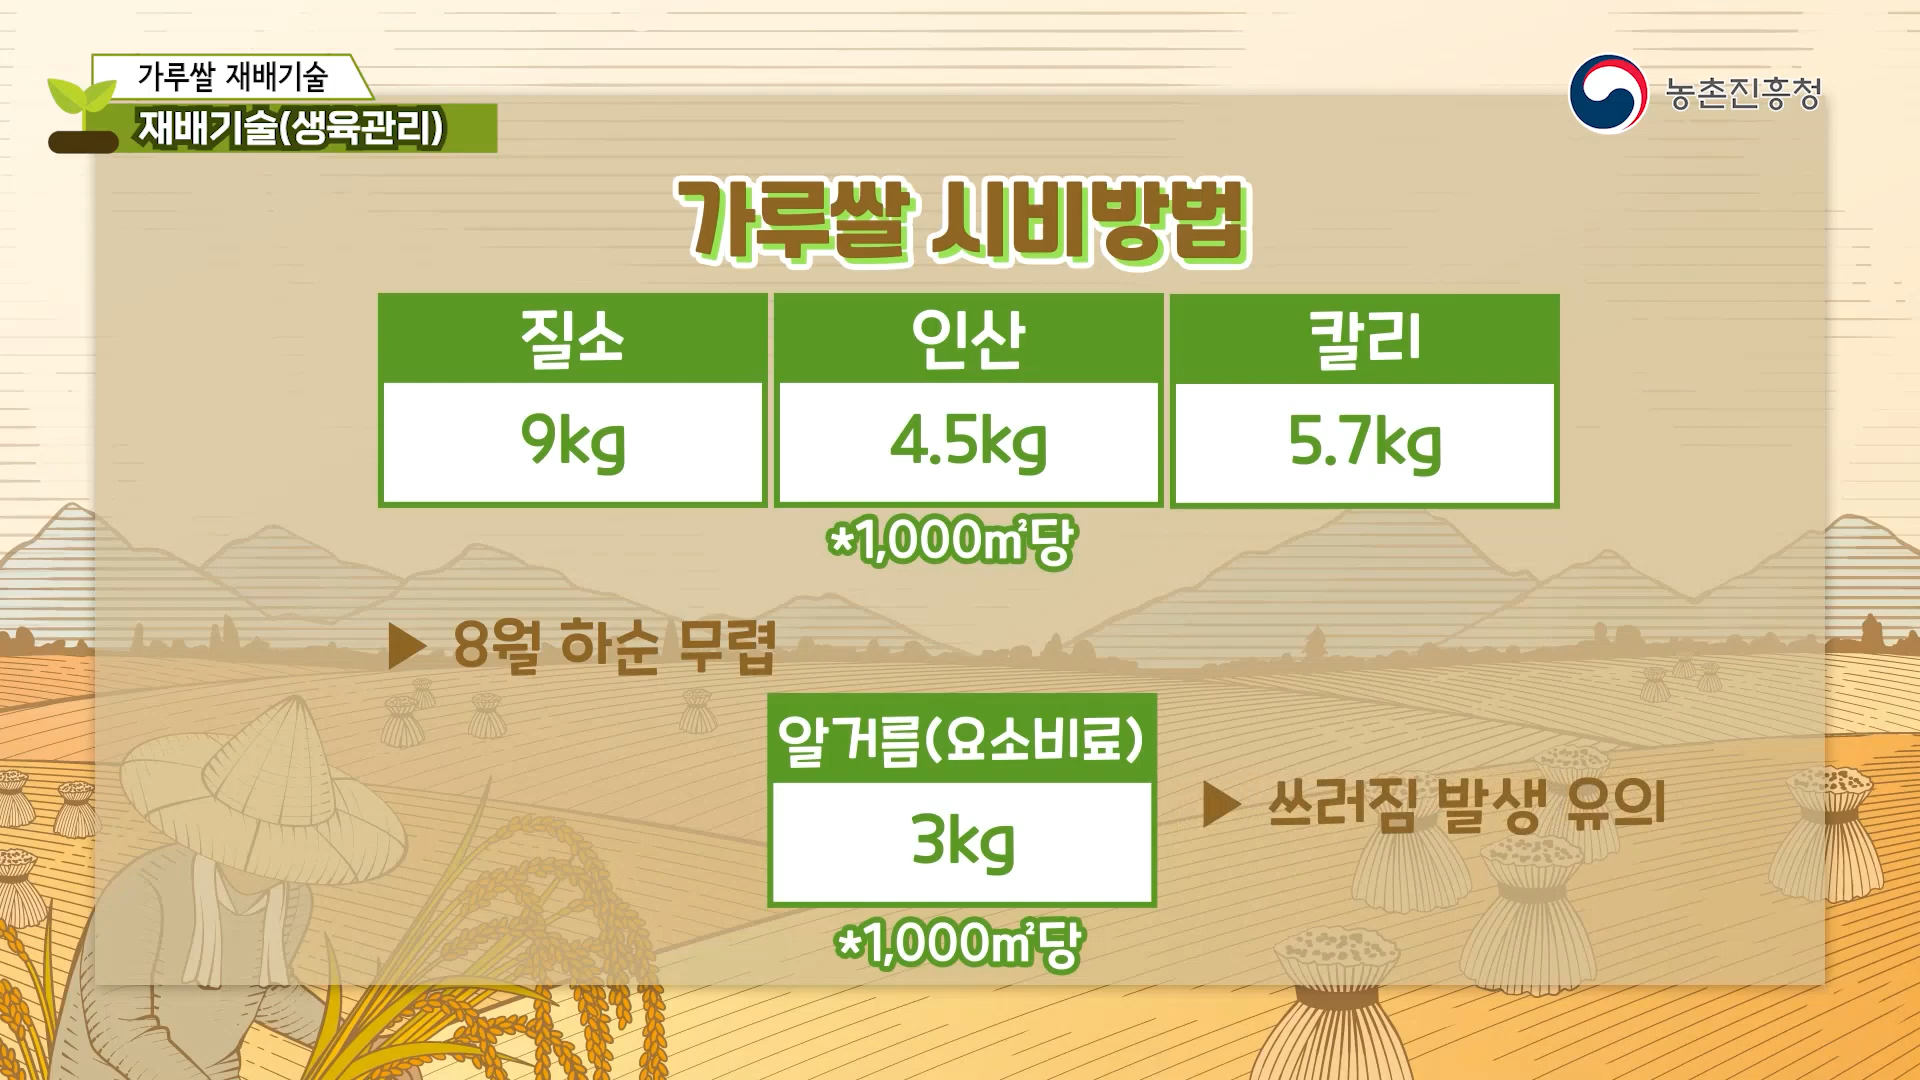 가루쌀 재배기술
재배기술(생육관리)
농촌진흥청
가루쌀 시비방법
질소 인산 칼리
9kg 4.5kg 5.7kg
*1,000㎡당
▶ 8월 하순 무렵
알거름(요소비료)
3kg
▶ 쓰러짐 발생 유의
*1,000㎡당